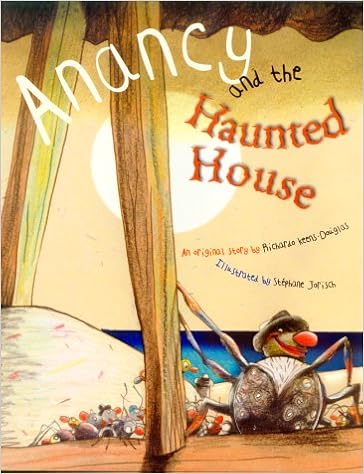 Anancy
and the
Haunted
House
An original story by Richardo Keens-Douglas
Illustrated by Stéphane Jorisch